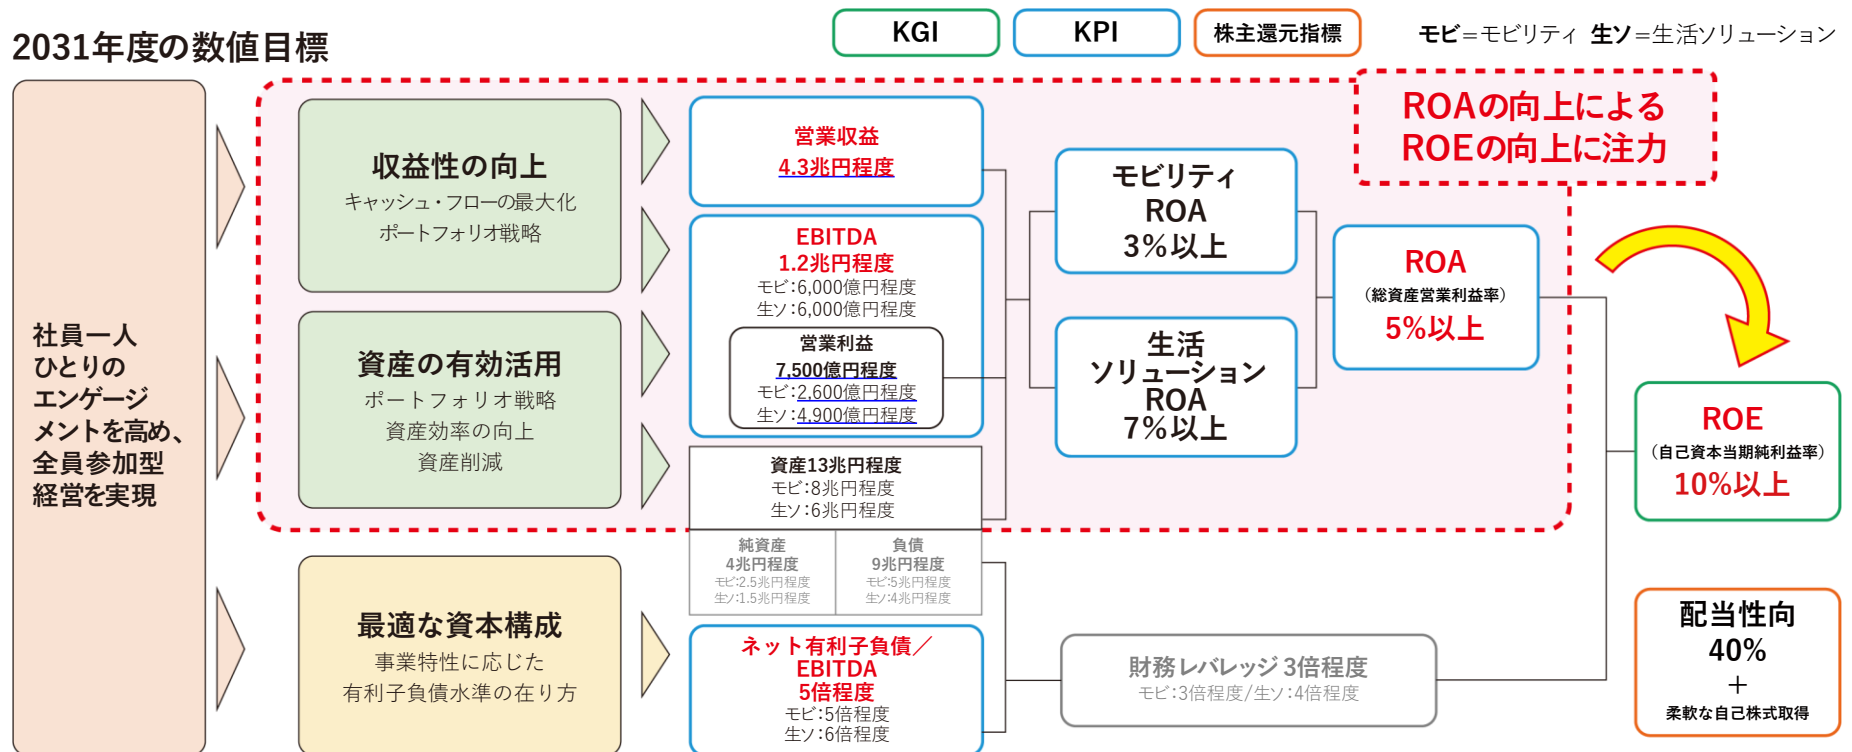 2031年度の数値目標
KGI
KPI
株主還元指標
モビ=モビリティ 生ソ=生活ソリューション
社員一人
ひとりの
エンゲージ
メントを高め、
全員参加型
経営を実現
収益性の向上
キャッシュ・フローの最大化
ポートフォリオ戦略
資産の有効活用
ポートフォリオ戦略
資産効率の向上
資産削減
最適な資本構成
事業特性に応じた
有利子負債水準の在り方
営業収益
4.3兆円程度
EBITDA
1.2兆円程度
モビ:6,000億円程度
生ソ:6,000億円程度
営業利益
7,500億円程度
モビ:2,600億円程度
生ソ:4,900億円程度
資産13兆円程度
モビ:8兆円程度
生ソ:6兆円程度
純資産
4兆円程度
モビ:2.5兆円程度
生ソ:1.5兆円程度
負債
9兆円程度
モビ:5兆円程度
生ソ:4兆円程度
ネット有利子負債/
EBITDA
5倍程度
モビ:5倍程度
生ソ:6倍程度
モビリティ
ROA
3%以上
生活
ソリューション
ROA
7%以上
財務レバレッジ 3倍程度
モビ:3倍程度/生ソ:4倍程度
ROAの向上による
ROEの向上に注力
ROA
(総資産営業利益率)
5%以上
ROE
(自己資本当期純利益率)
10%以上
配当性向
40%
+
柔軟な自己株式取得